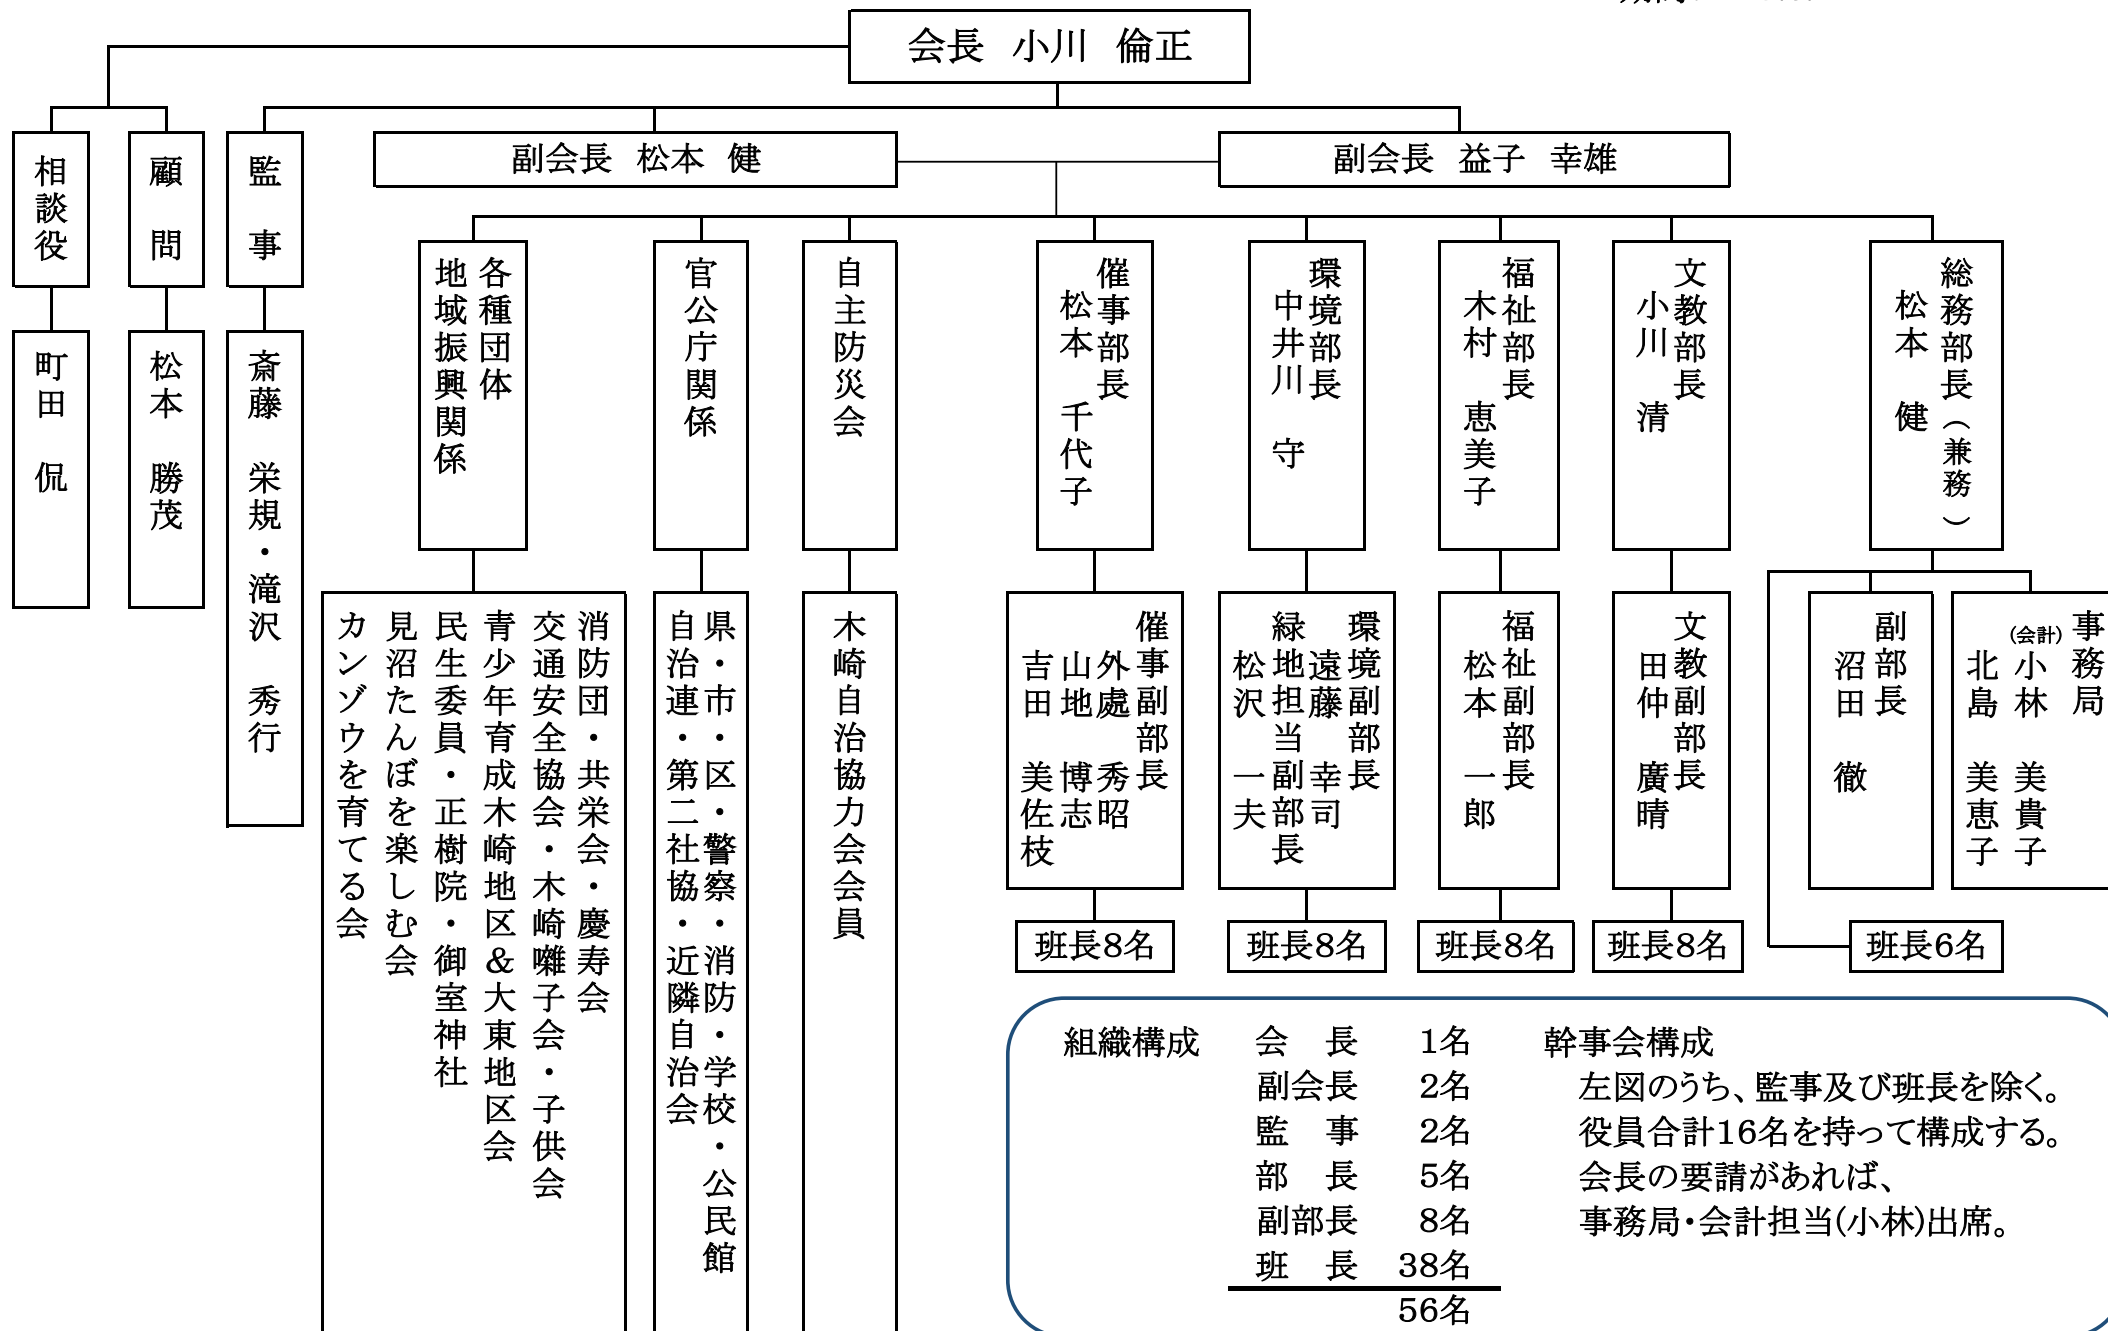 会長 小川 倫正
副会長 松本 健
副会長 益子 幸雄
相談役
町田 侃
顧 問
松本 勝茂
監 事
斎藤 栄規・滝沢 秀行
各種団体
地域振興関係
消防団・共栄会・慶寿会
交通安全協会・木崎囃子会・子供会
青少年育成木崎地区&大東地区会
民生委員・正樹院・御室神社
見沼たんぼを楽しむ会
カンゾウを育てる会
官公庁関係
県・市・区・警察・消防・学校・公民館
自治連・第二社協・近隣自治会
自主防災会
木崎自治協力会会員
催事部長
松本 千代子
催事副部長
外處 秀昭
山地 博志
吉田 美佐枝
班長8名
環境部長
中井川 守
環境副部長
遠藤 幸司
緑地担当副部長
松沢 一夫
班長8名
福祉部長
木村 恵美子
福祉副部長
松本 一郎
班長8名
文教部長
小川 清
文教副部長
田仲 廣晴
班長8名
総務部長(兼務)
松本 健
副部長
沼田 徹
事務局
(会計)小林 美貴子
北島 美恵子
班長6名
組織構成
会 長 1名
副会長 2名
監 事 2名
部 長 5名
副部長 8名
班 長 38名
56名
幹事会構成
左図のうち、監事及び班長を除く。
役員合計16名を持って構成する。
会長の要請があれば、
事務局・会計担当(小林)出席。